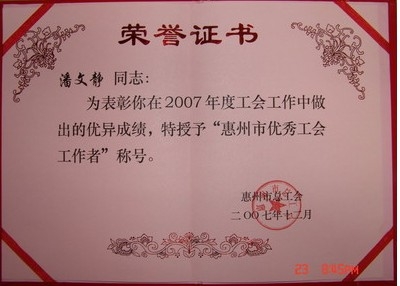 荣誉证书
潘文静 同志：
为表彰你在2007年度工会工作中做
出的优异成绩，特授予“惠州市优秀工会
工作者”称号。
惠州市总工会
二〇〇七年十二月